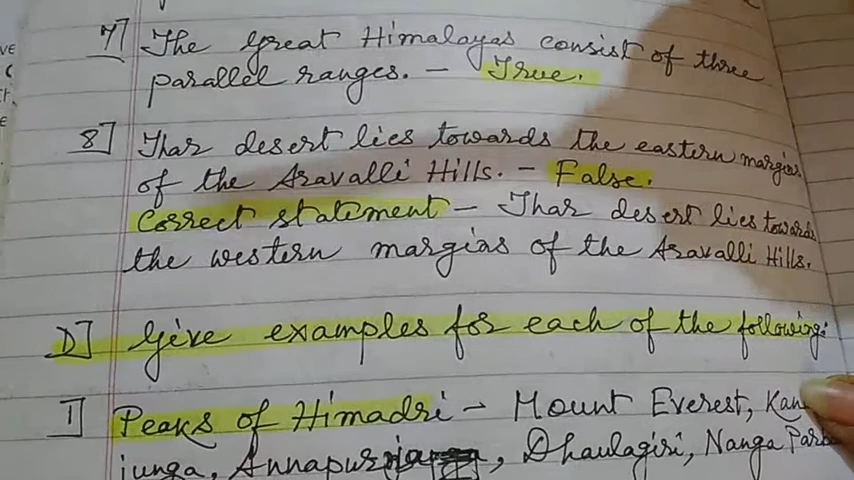 7] The Great Himalayas consist of three
parallel ranges. - True.
8] Thar desert lies towards the eastern margins
of the Aravalli Hills. - False.
Correct statement - Thar desert lies towards
the western margins of the Aravalli Hills.
D] Give examples for each of the following:
1] Peaks of Himadri - Mount Everest, Kan
junga, Annapurna, Dhaulagiri, Nanga Parb